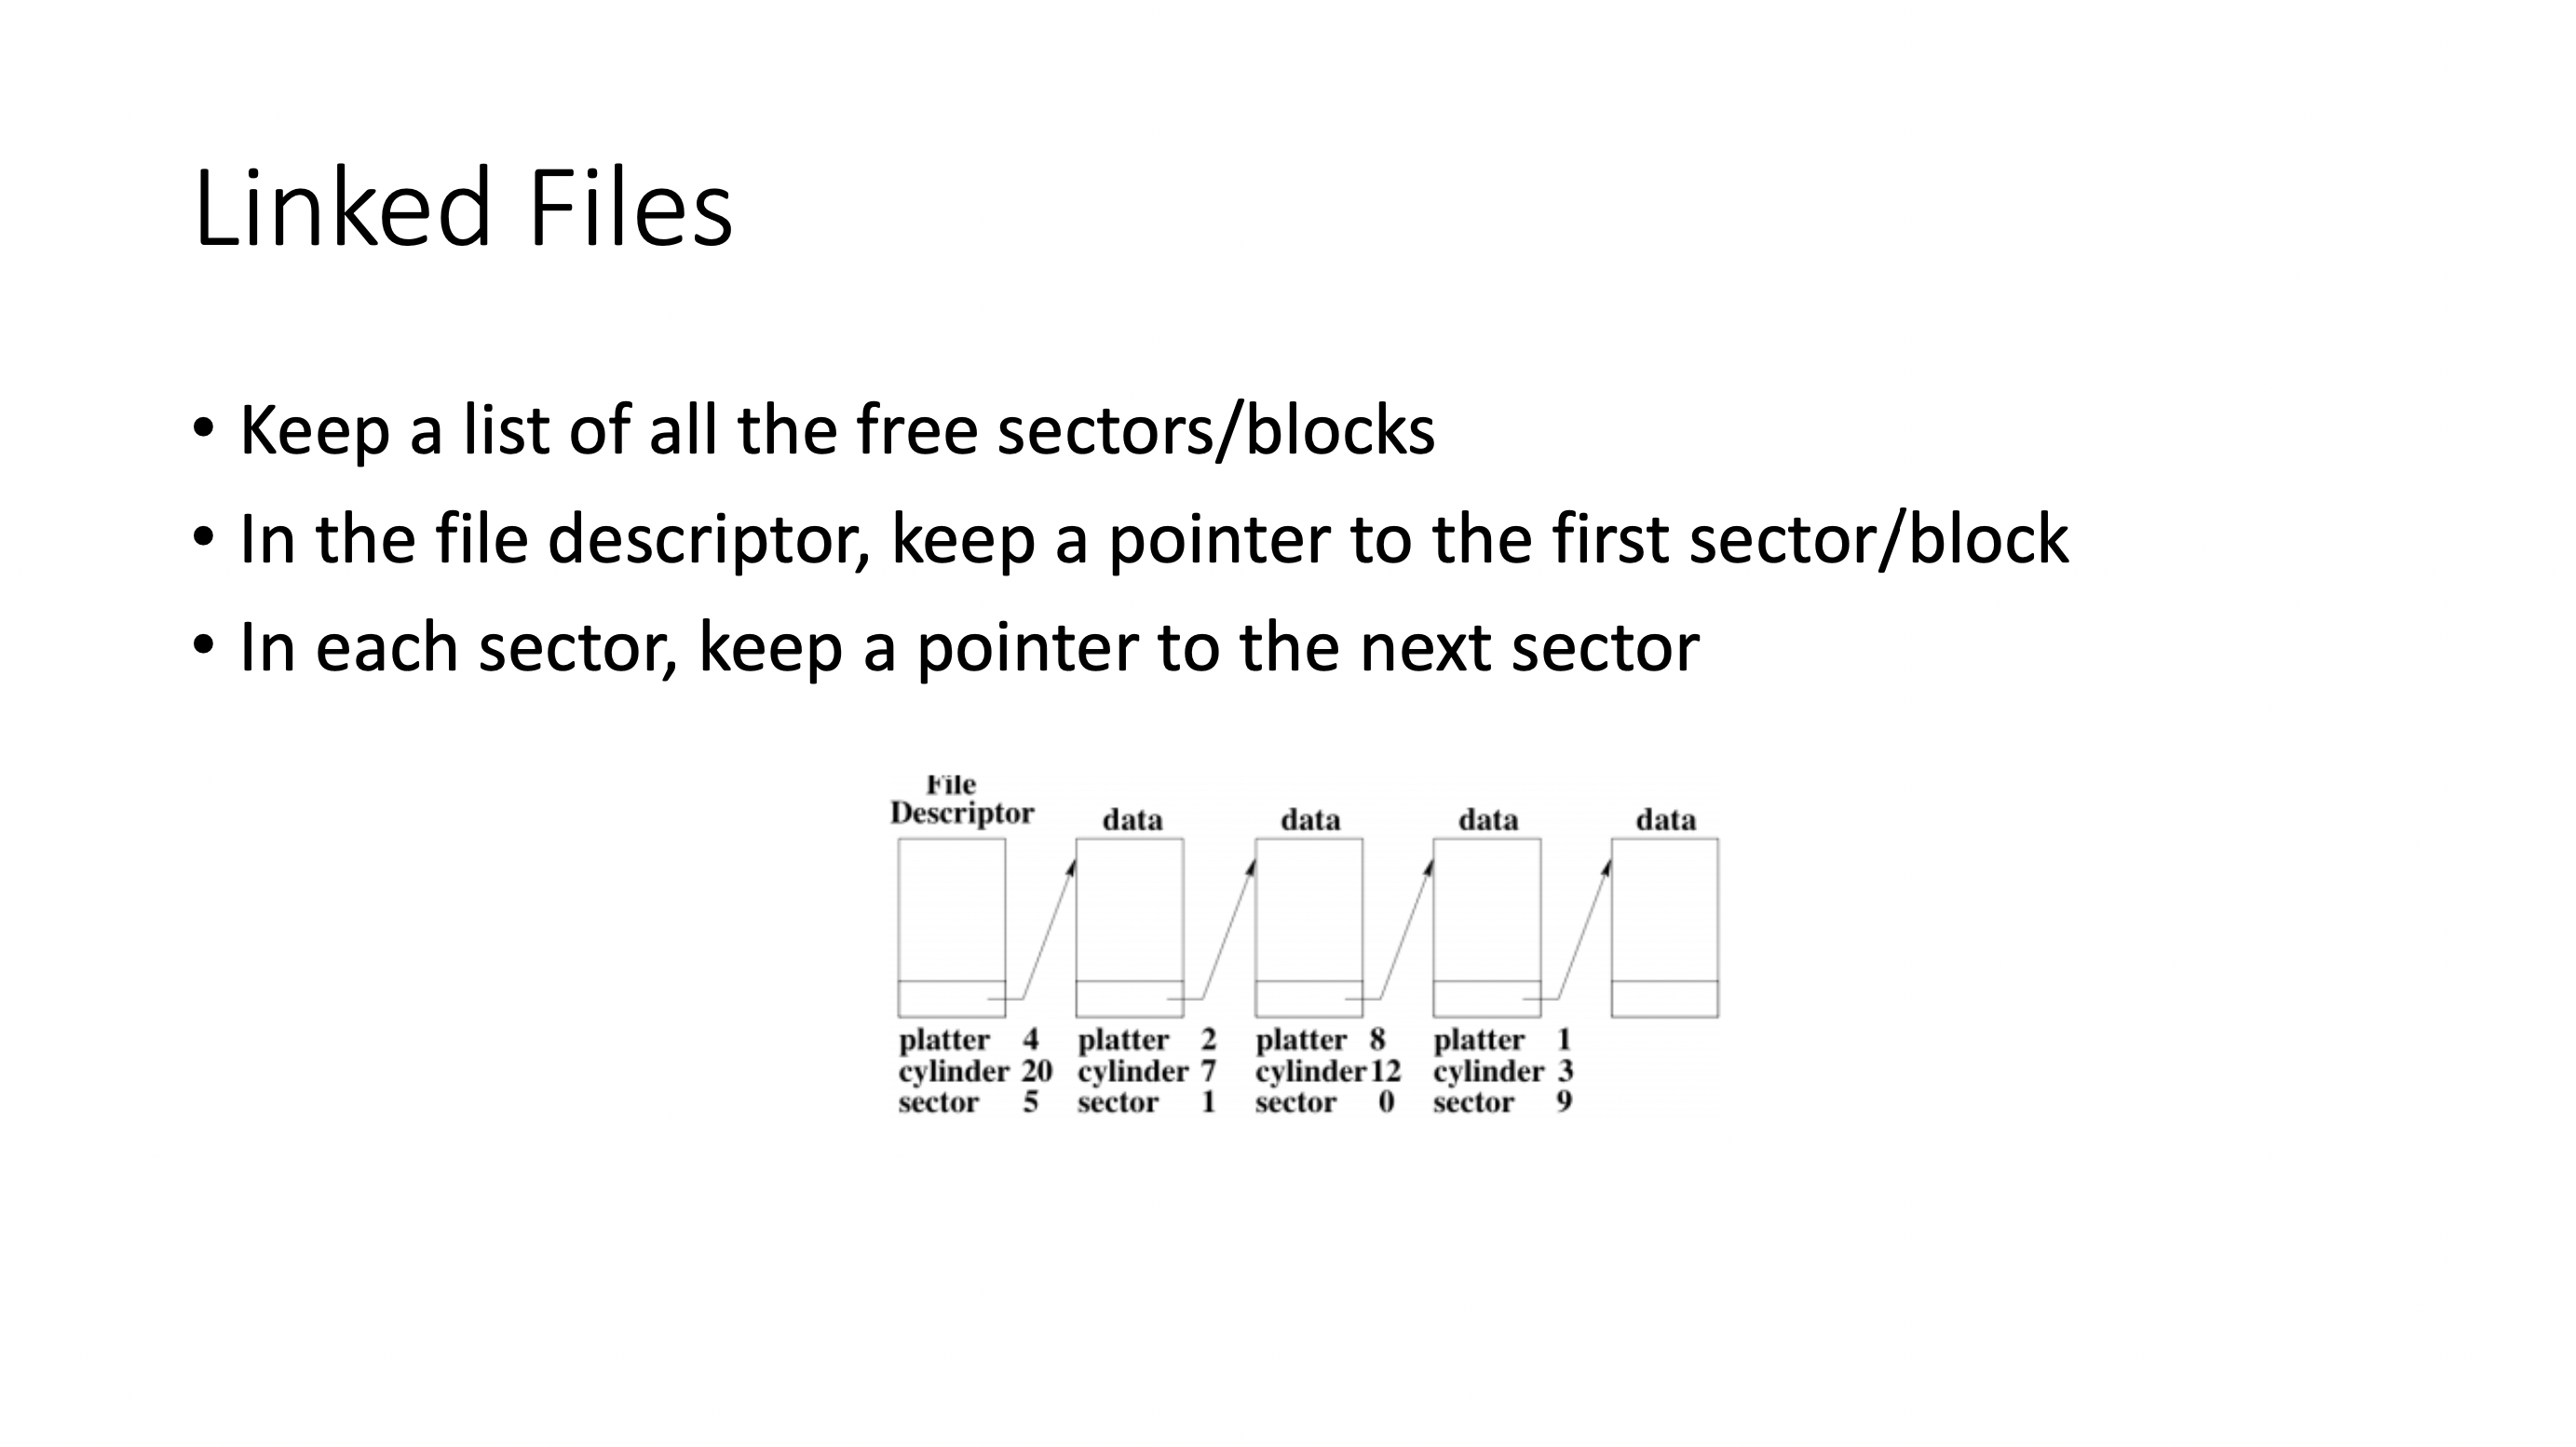 Linked Files
• Keep a list of all the free sectors/blocks
• In the file descriptor, keep a pointer to the first sector/block
• In each sector, keep a pointer to the next sector
File
Descriptor data data data data
platter 4 platter 2 platter 8 platter 1
cylinder 20 cylinder 7 cylinder 12 cylinder 3
sector 5 sector 1 sector 0 sector 9